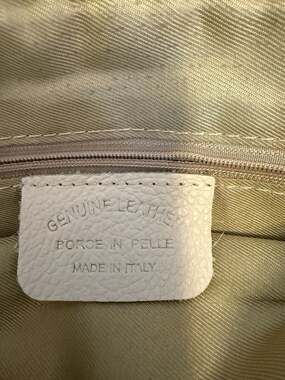 GENUINE LEATHER
BORSE IN PELLE
MADE IN ITALY